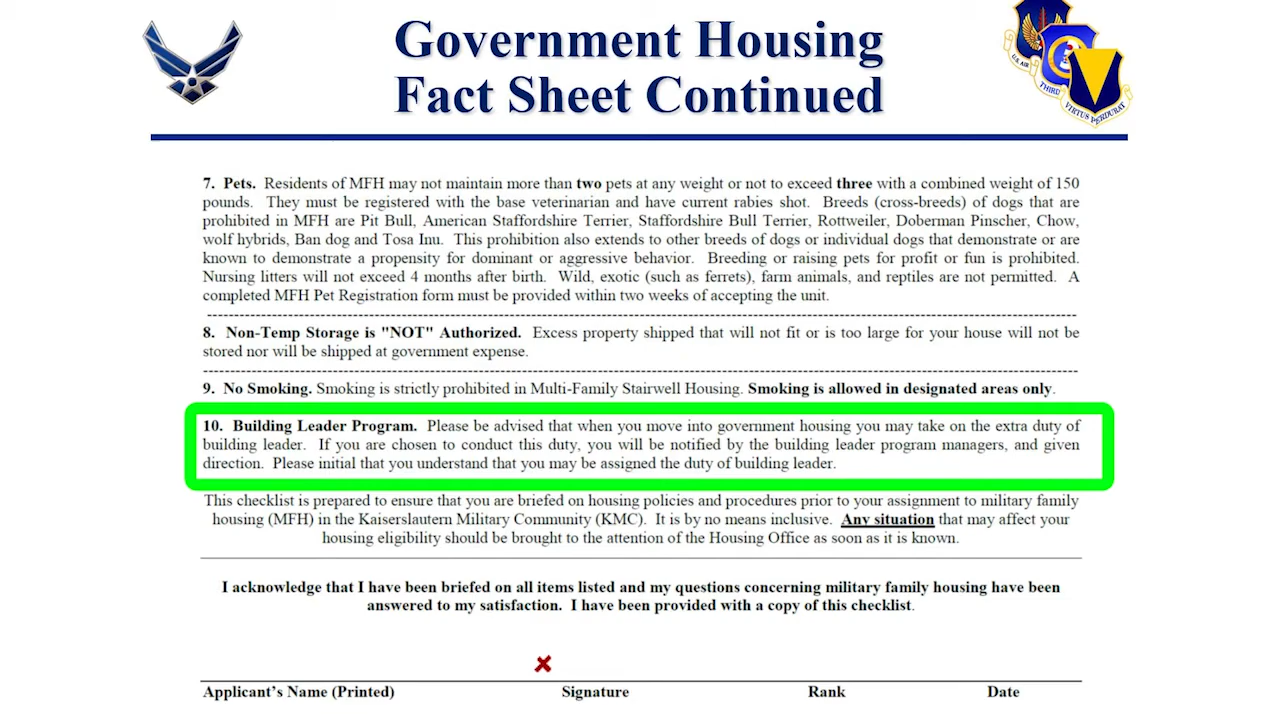 Government Housing
Fact Sheet Continued
U.S. AIR
THIRD
VIRTUS PERDURAT
7. Pets. Residents of MFH may not maintain more than two pets at any weight or not to exceed three with a combined weight of 150
pounds. They must be registered with the base veterinarian and have current rabies shot. Breeds (cross-breeds) of dogs that are
prohibited in MFH are Pit Bull, American Staffordshire Terrier, Staffordshire Bull Terrier, Rottweiler, Doberman Pinscher, Chow,
wolf hybrids, Ban dog and Tosa Inu. This prohibition also extends to other breeds of dogs or individual dogs that demonstrate or are
known to demonstrate a propensity for dominant or aggressive behavior. Breeding or raising pets for profit or fun is prohibited.
Nursing litters will not exceed 4 months after birth. Wild, exotic (such as ferrets), farm animals, and reptiles are not permitted. A
completed MFH Pet Registration form must be provided within two weeks of accepting the unit.
8. Non-Temp Storage is "NOT" Authorized. Excess property shipped that will not fit or is too large for your house will not be
stored nor will be shipped at government expense.
9. No Smoking. Smoking is strictly prohibited in Multi-Family Stairwell Housing. Smoking is allowed in designated areas only.
10. Building Leader Program. Please be advised that when you move into government housing you may take on the extra duty of
building leader. If you are chosen to conduct this duty, you will be notified by the building leader program managers, and given
direction. Please initial that you understand that you may be assigned the duty of building leader.
This checklist is prepared to ensure that you are briefed on housing policies and procedures prior to your assignment to military family
housing (MFH) in the Kaiserslautern Military Community (KMC). It is by no means inclusive. Any situation that may affect your
housing eligibility should be brought to the attention of the Housing Office as soon as it is known.
I acknowledge that I have been briefed on all items listed and my questions concerning military family housing have been
answered to my satisfaction. I have been provided with a copy of this checklist.
Applicant's Name (Printed) Signature Rank Date